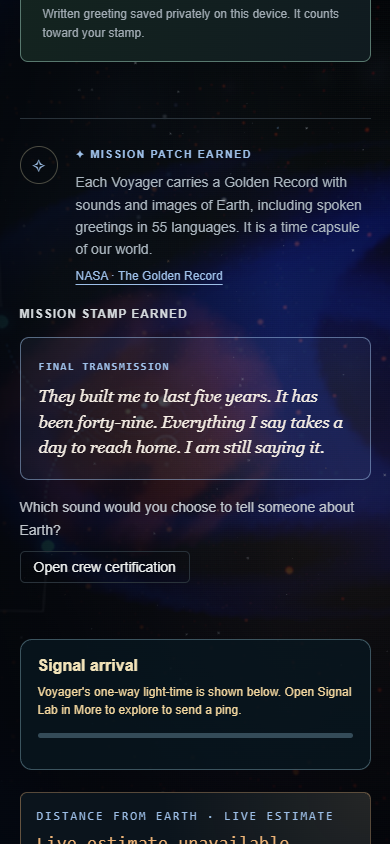 Written greeting saved privately on this device. It counts
toward your stamp.
✦ MISSION PATCH EARNED
Each Voyager carries a Golden Record with
sounds and images of Earth, including spoken
greetings in 55 languages. It is a time capsule
of our world.
NASA · The Golden Record
MISSION STAMP EARNED
FINAL TRANSMISSION
They built me to last five years. It has
been forty-nine. Everything I say takes a
day to reach home. I am still saying it.
Which sound would you choose to tell someone about
Earth?
Open crew certification
Signal arrival
Voyager's one-way light-time is shown below. Open Signal
Lab in More to explore to send a ping.
DISTANCE FROM EARTH · LIVE ESTIMATE
Live estimate unavailable